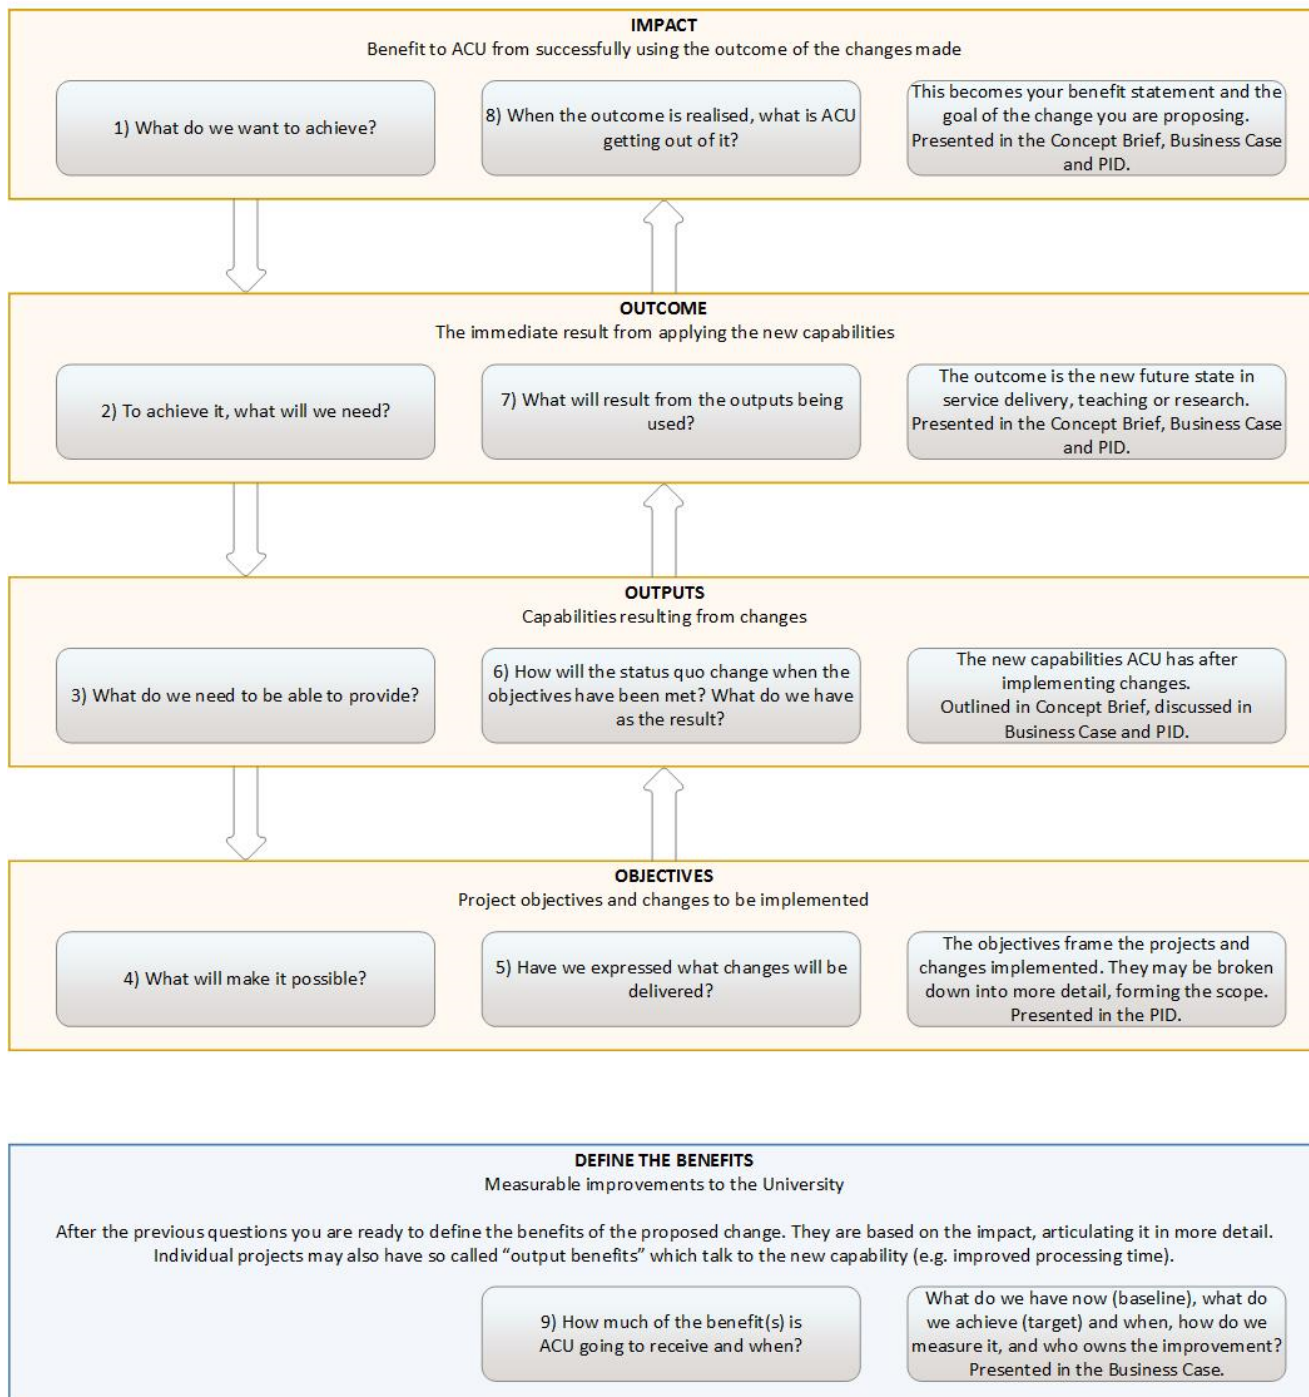 IMPACT
Benefit to ACU from successfully using the outcome of the changes made
1) What do we want to achieve?
8) When the outcome is realised, what is ACU
getting out of it?
This becomes your benefit statement and the
goal of the change you are proposing.
Presented in the Concept Brief, Business Case
and PID.
OUTCOME
The immediate result from applying the new capabilities
2) To achieve it, what will we need?
7) What will result from the outputs being
used?
The outcome is the new future state in
service delivery, teaching or research.
Presented in the Concept Brief, Business Case
and PID.
OUTPUTS
Capabilities resulting from changes
3) What do we need to be able to provide?
6) How will the status quo change when the
objectives have been met? What do we have
as the result?
The new capabilities ACU has after
implementing changes.
Outlined in Concept Brief, discussed in
Business Case and PID.
OBJECTIVES
Project objectives and changes to be implemented
4) What will make it possible?
5) Have we expressed what changes will be
delivered?
The objectives frame the projects and
changes implemented. They may be broken
down into more detail, forming the scope.
Presented in the PID.
DEFINE THE BENEFITS
Measurable improvements to the University
After the previous questions you are ready to define the benefits of the proposed change. They are based on the impact, articulating it in more detail.
Individual projects may also have so called “output benefits” which talk to the new capability (e.g. improved processing time).
9) How much of the benefit(s) is
ACU going to receive and when?
What do we have now (baseline), what do
we achieve (target) and when, how do we
measure it, and who owns the improvement?
Presented in the Business Case.